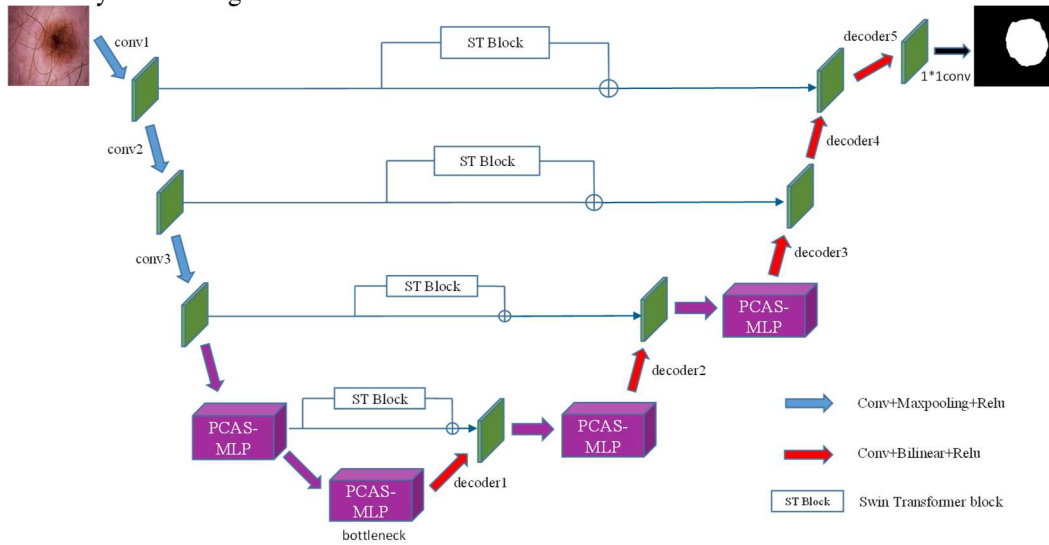 conv1
ST Block
decoder5
1*1conv
conv2
ST Block
decoder4
conv3
ST Block
decoder3
PCAS-
MLP
decoder2
ST Block
PCAS-
MLP
PCAS-
MLP
decoder1
PCAS-
MLP
bottleneck
Conv+Maxpooling+Relu
Conv+Bilinear+Relu
ST Block
Swin Transformer block